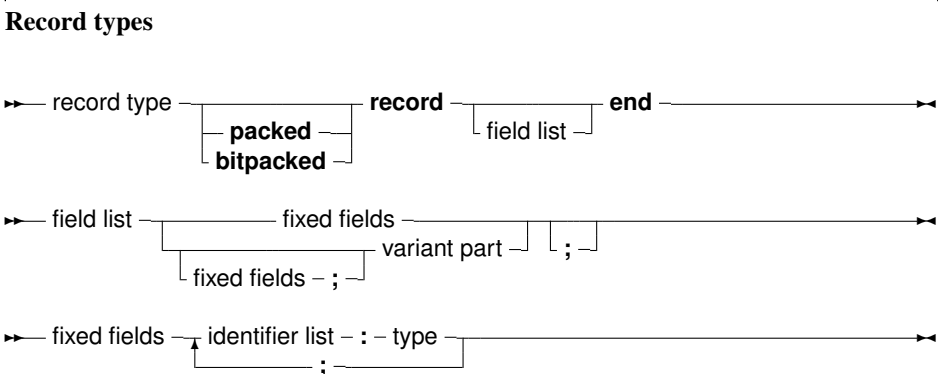 Record types
record type record end
packed field list
bitpacked
field list fixed fields
variant part ;
fixed fields ;
fixed fields identifier list : type
;